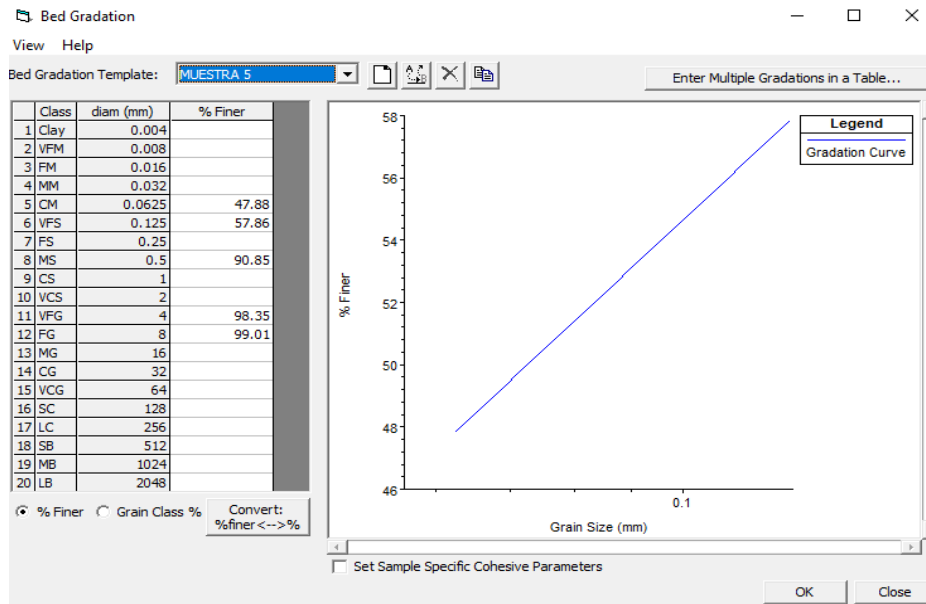 Bed Gradation
View Help
Bed Gradation Template: MUESTRA 5
Enter Multiple Gradations in a Table...
Class diam (mm) % Finer
1 Clay 0.004
2 VFM 0.008
3 FM 0.016
4 MM 0.032
5 CM 0.0625 47.88
6 VFS 0.125 57.86
7 FS 0.25
8 MS 0.5 90.85
9 CS 1
10 VCS 2
11 VFG 4 98.35
12 FG 8 99.01
13 MG 16
14 CG 32
15 VCG 64
16 SC 128
17 LC 256
18 SB 512
19 MB 1024
20 LB 2048
% Finer Grain Class %
Convert:
%finer<-->%
58
56
54
52
50
48
46
% Finer
0.1
Grain Size (mm)
Legend
Gradation Curve
Set Sample Specific Cohesive Parameters
OK Close